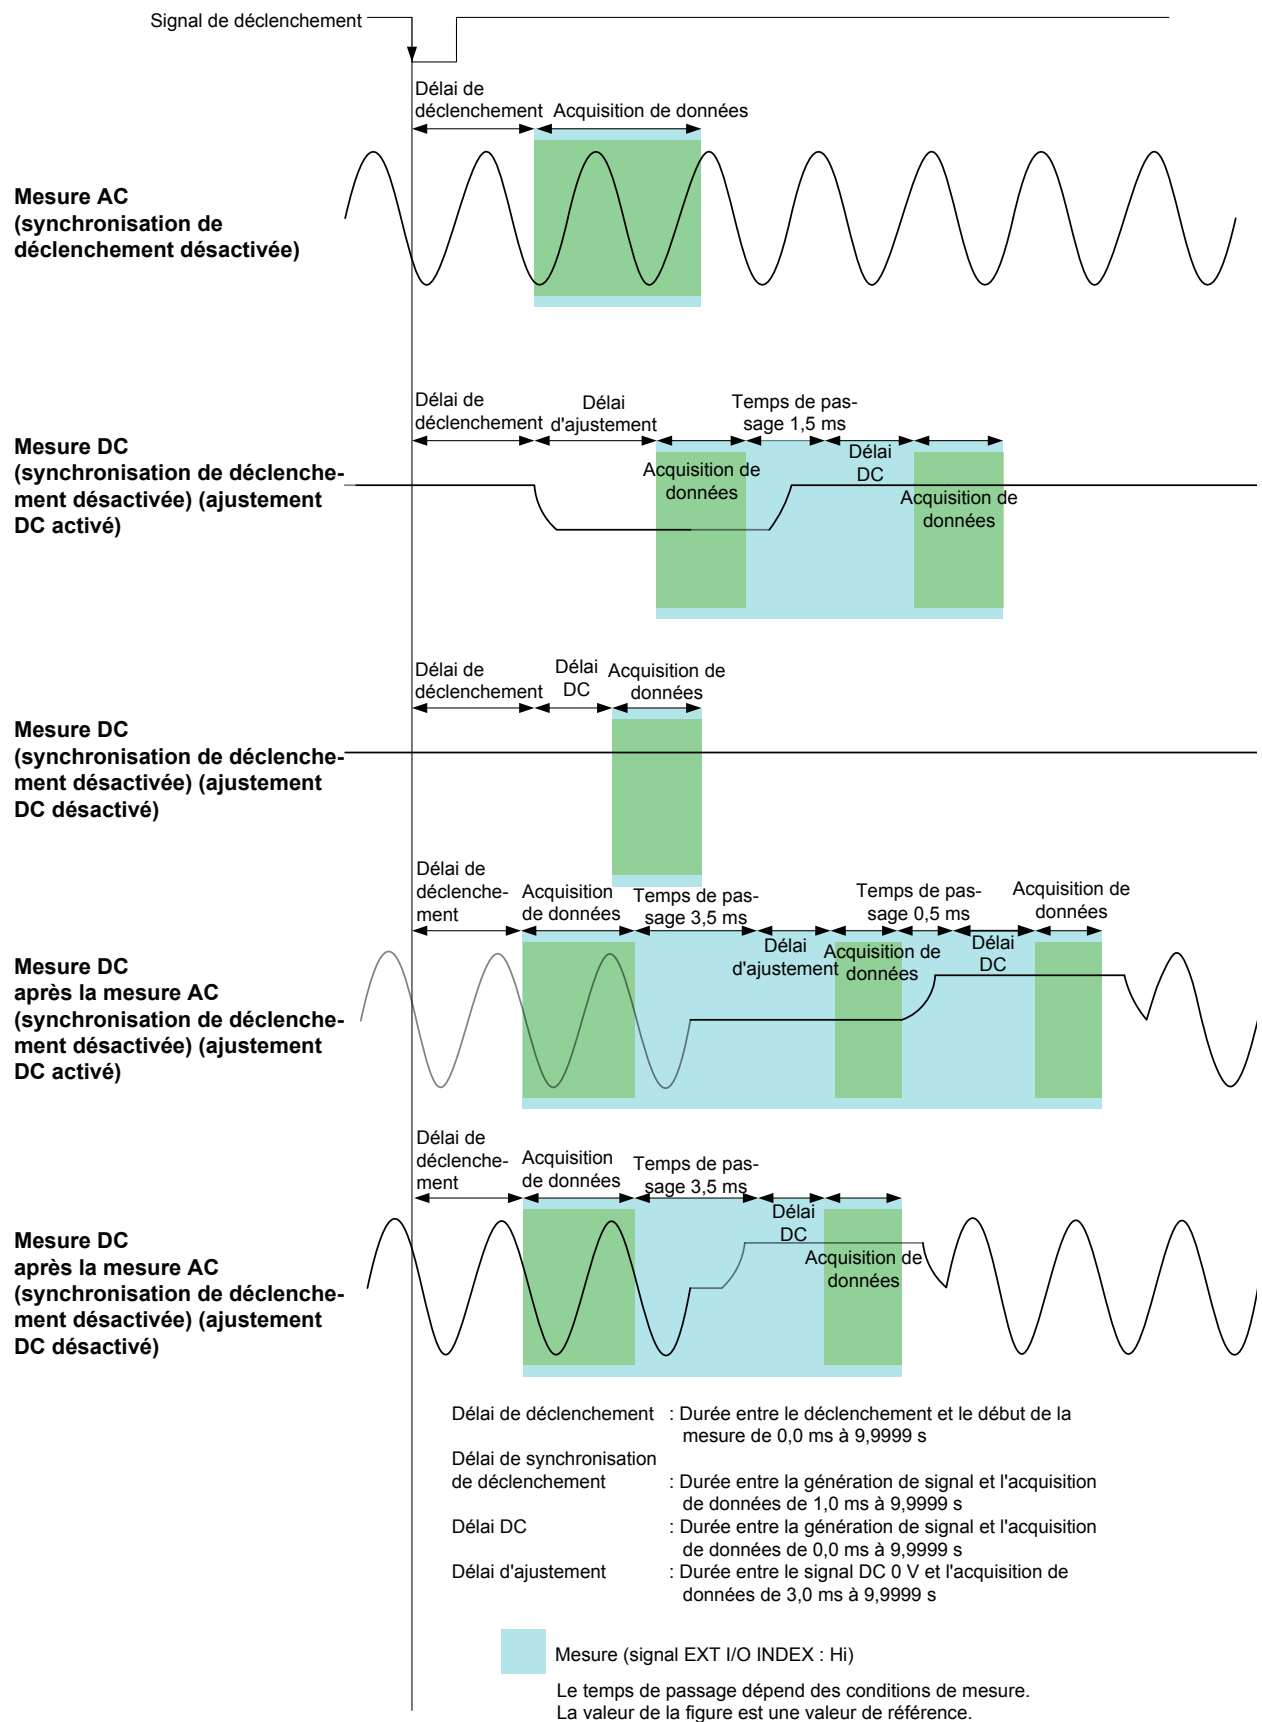 Signal de déclenchement
Délai de
déclenchement
Acquisition de données
Mesure AC
(synchronisation de
déclenchement désactivée)
Délai de
déclenchement
Délai
d'ajustement
Temps de pas-
sage 1,5 ms
Acquisition de
données
Délai
DC
Acquisition de
données
Mesure DC
(synchronisation de déclenche-
ment désactivée) (ajustement
DC activé)
Délai de
déclenchement
Délai
DC
Acquisition de
données
Mesure DC
(synchronisation de déclenche-
ment désactivée) (ajustement
DC désactivé)
Délai de
déclenche-
ment
Acquisition
de données
Temps de pas-
sage 3,5 ms
Délai
d'ajustement
Acquisition de
données
Temps de pas-
sage 0,5 ms
Délai
DC
Acquisition de
données
Mesure DC
après la mesure AC
(synchronisation de déclenche-
ment désactivée) (ajustement
DC activé)
Délai de
déclenche-
ment
Acquisition
de données
Temps de pas-
sage 3,5 ms
Délai
DC
Acquisition de
données
Mesure DC
après la mesure AC
(synchronisation de déclenche-
ment désactivée) (ajustement
DC désactivé)
Délai de déclenchement : Durée entre le déclenchement et le début de la
mesure de 0,0 ms à 9,9999 s
Délai de synchronisation
de déclenchement : Durée entre la génération de signal et l'acquisition
de données de 1,0 ms à 9,9999 s
Délai DC : Durée entre la génération de signal et l'acquisition
de données de 0,0 ms à 9,9999 s
Délai d'ajustement : Durée entre le signal DC 0 V et l'acquisition de
données de 3,0 ms à 9,9999 s
Mesure (signal EXT I/O INDEX : Hi)
Le temps de passage dépend des conditions de mesure.
La valeur de la figure est une valeur de référence.